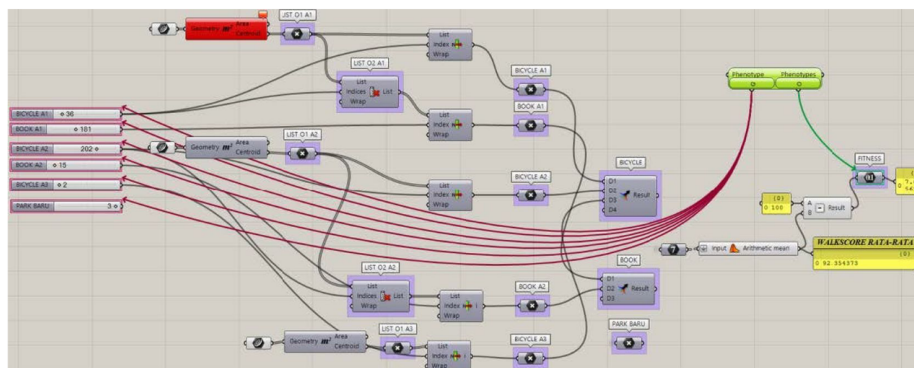 LIST O1 A1
Geometry m² Area
Centroid
List
Index
Wrap
i
LIST O2 A1
List
Indices List
Wrap
List
Index i
Wrap
BICYCLE A1
BOOK A1
BICYCLE A1 36
BOOK A1 181
BICYCLE A2 202
BOOK A2 15
BICYCLE A3 2
PARK BARU 3
Geometry m² Area
Centroid
LIST O1 A2
List
Index i
Wrap
BICYCLE A2
BICYCLE
D1
D2
D3
D4
Result
Phenotype Phenotypes
FITNESS
{0}
0 100
A
B
Result
7
Input Arithmetic mean
WALKSCORE RATA-RATA
{0}
0 92.354373
LIST O2 A2
List
Indices List
Wrap
List
Index i
Wrap
BOOK A2
BOOK
D1
D2
D3
Result
PARK BARU
Geometry m² Area
Centroid
LIST O1 A3
List
Index i
Wrap
BICYCLE A3